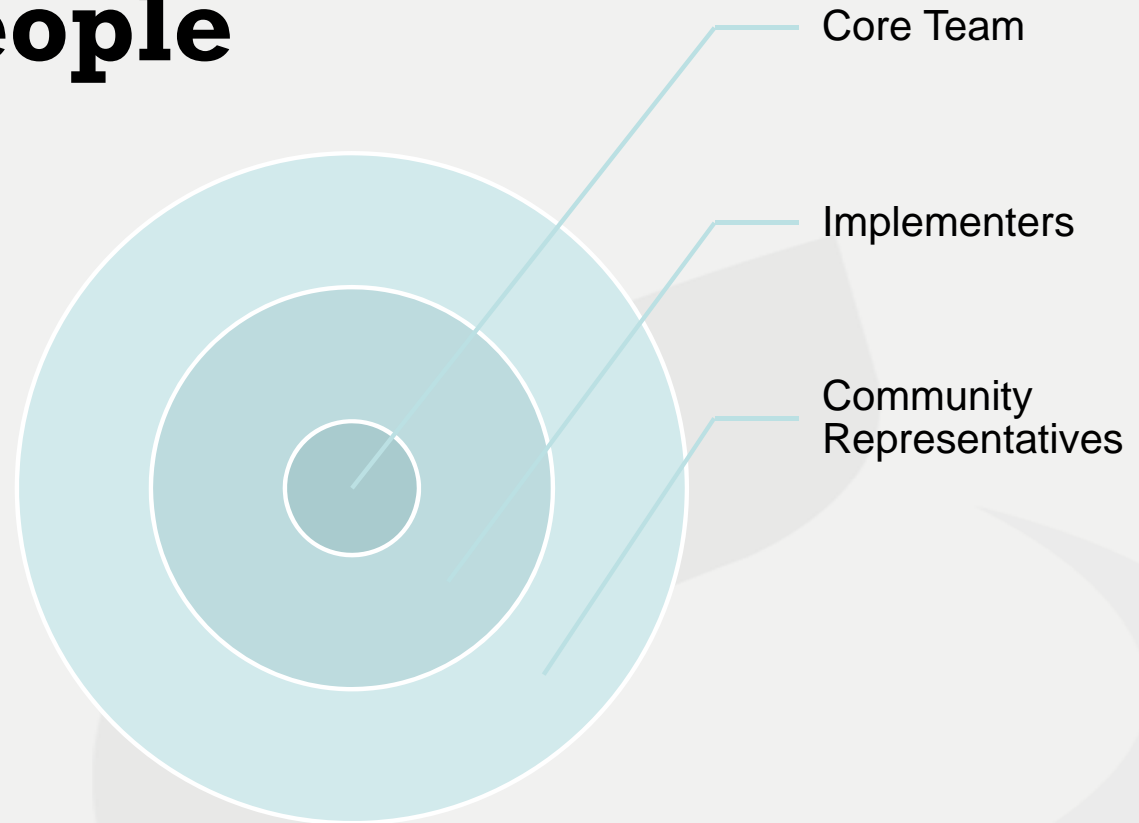 eople
Core Team
Implementers
Community
Representatives